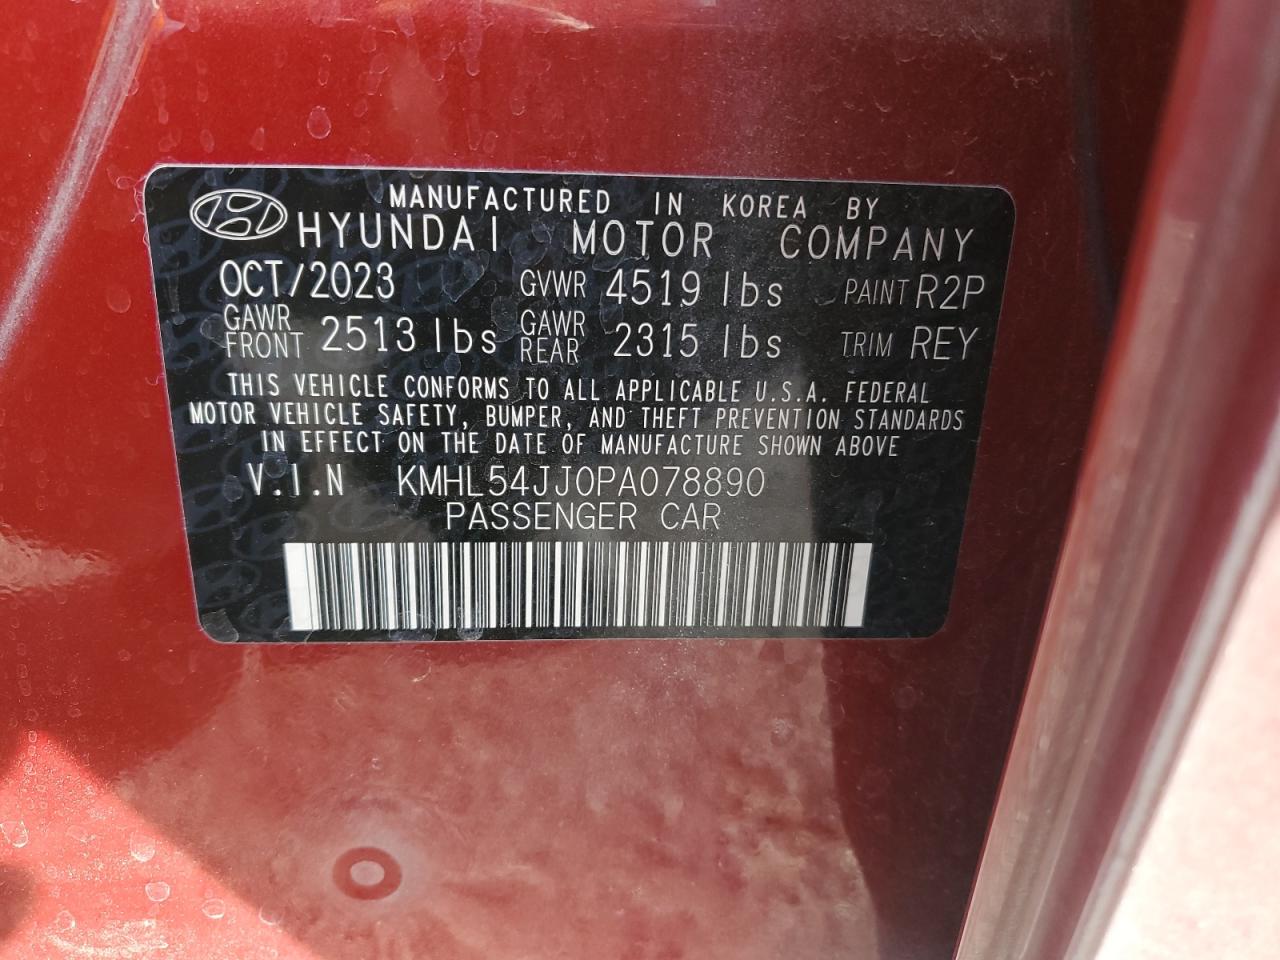 MANUFACTURED IN KOREA BY
HYUNDAI MOTOR COMPANY
OCT/2023 GVWR 4519 lbs PAINT R2P
GAWR FRONT 2513 lbs GAWR REAR 2315 lbs TRIM REY
THIS VEHICLE CONFORMS TO ALL APPLICABLE U.S.A. FEDERAL
MOTOR VEHICLE SAFETY, BUMPER, AND THEFT PREVENTION STANDARDS
IN EFFECT ON THE DATE OF MANUFACTURE SHOWN ABOVE
V.I.N KMHL54JJ0PA078890
PASSENGER CAR